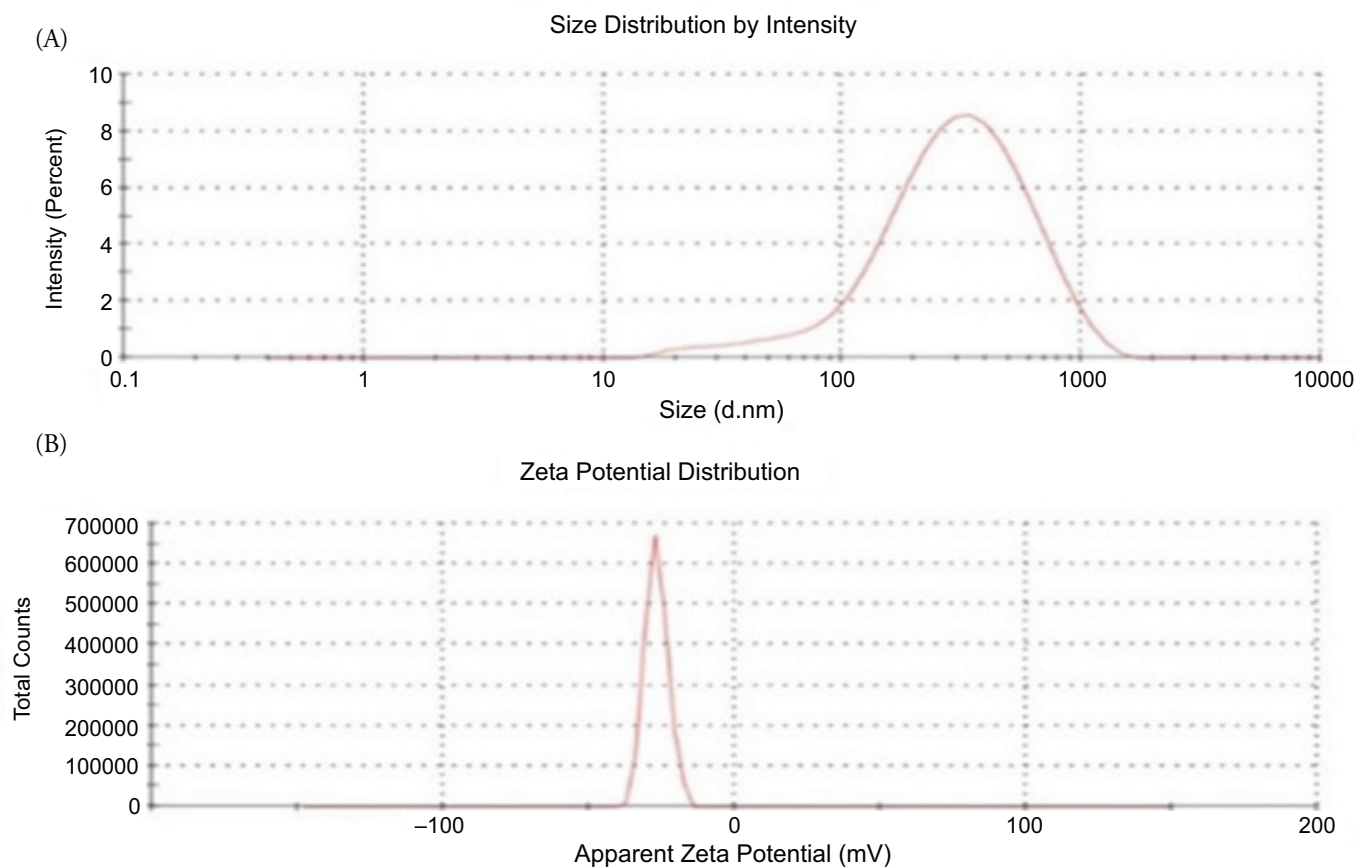 (A)
Size Distribution by Intensity
Intensity (Percent)
10
8
6
4
2
0
0.1 1 10 100 1000 10000
Size (d.nm)
(B)
Zeta Potential Distribution
Total Counts
700000
600000
500000
400000
300000
200000
100000
0
–100 0 100 200
Apparent Zeta Potential (mV)